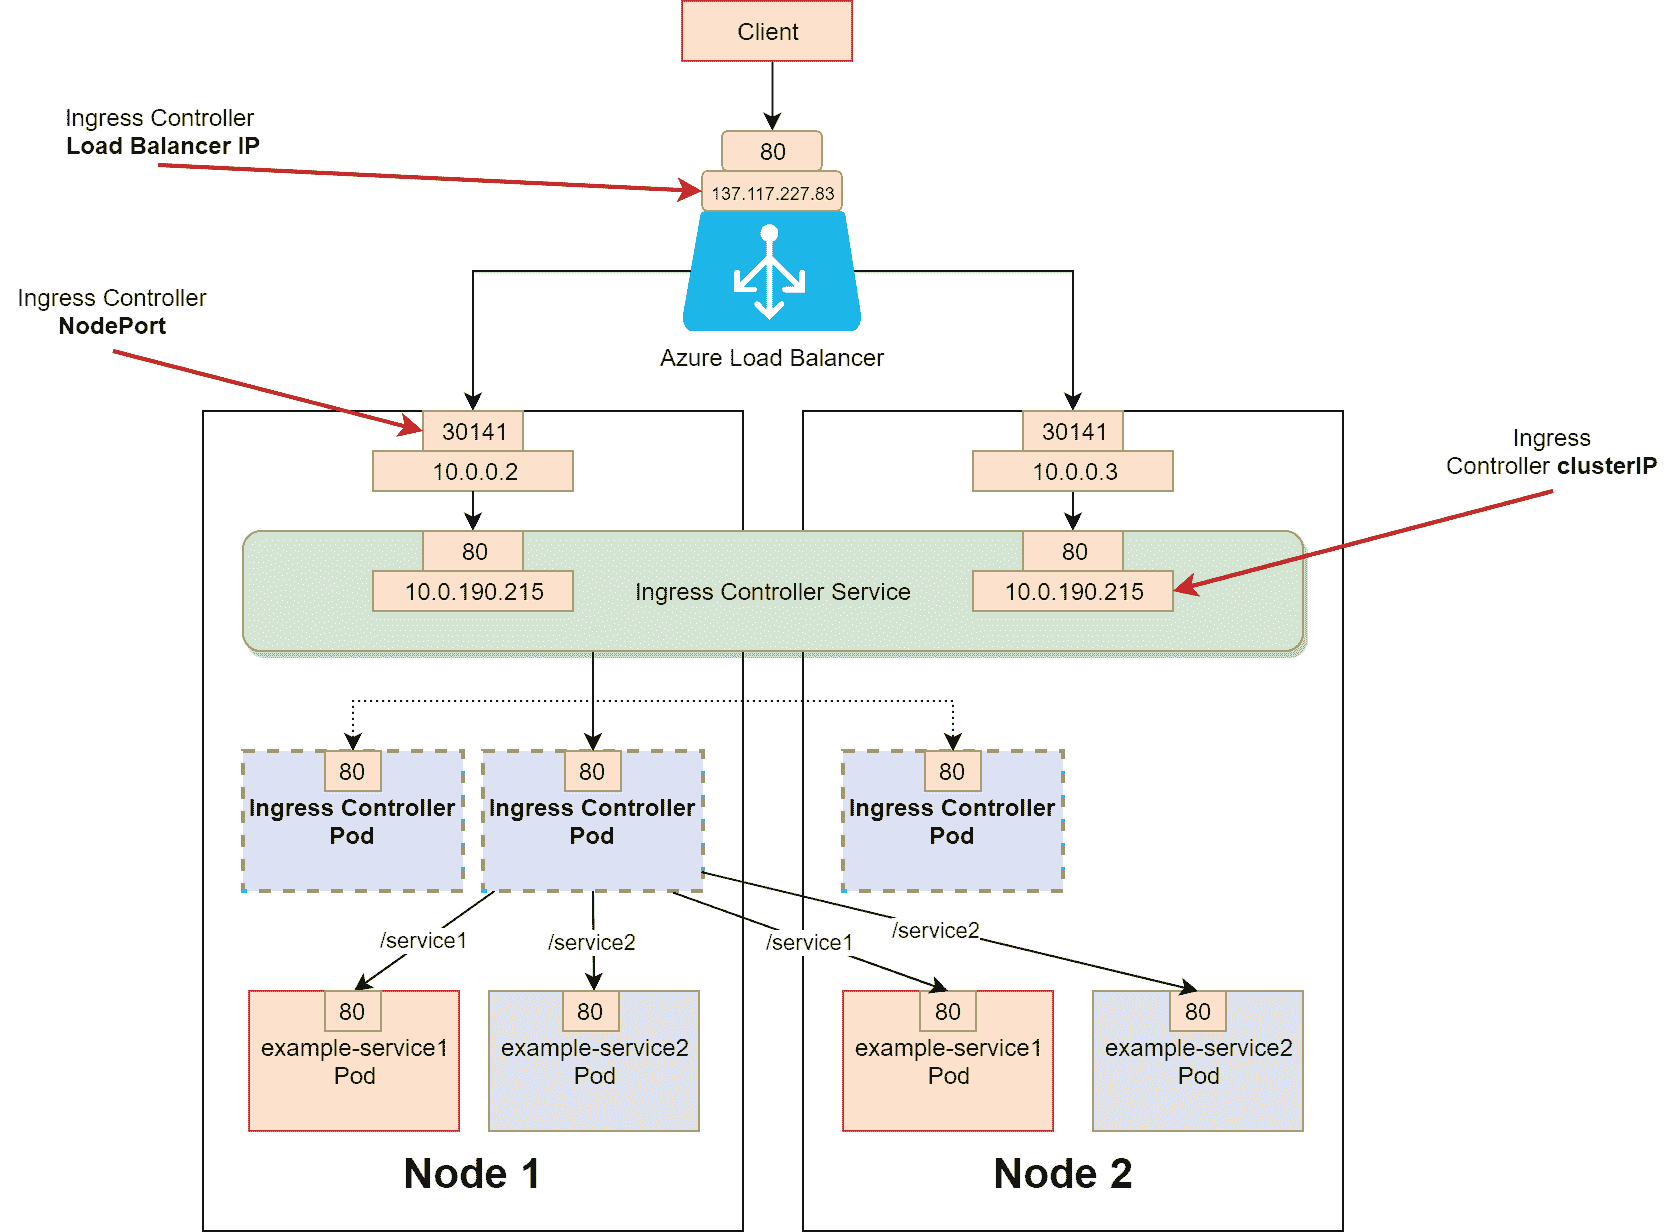 Client
Ingress Controller
Load Balancer IP
80
137.117.227.83
Ingress Controller
NodePort
Azure Load Balancer
30141
10.0.0.2
30141
10.0.0.3
Ingress
Controller clusterIP
80
10.0.190.215
Ingress Controller Service
80
10.0.190.215
80
Ingress Controller
Pod
80
Ingress Controller
Pod
80
Ingress Controller
Pod
/service1
/service2
/service1
/service2
80
example-service1
Pod
80
example-service2
Pod
80
example-service1
Pod
80
example-service2
Pod
Node 1
Node 2